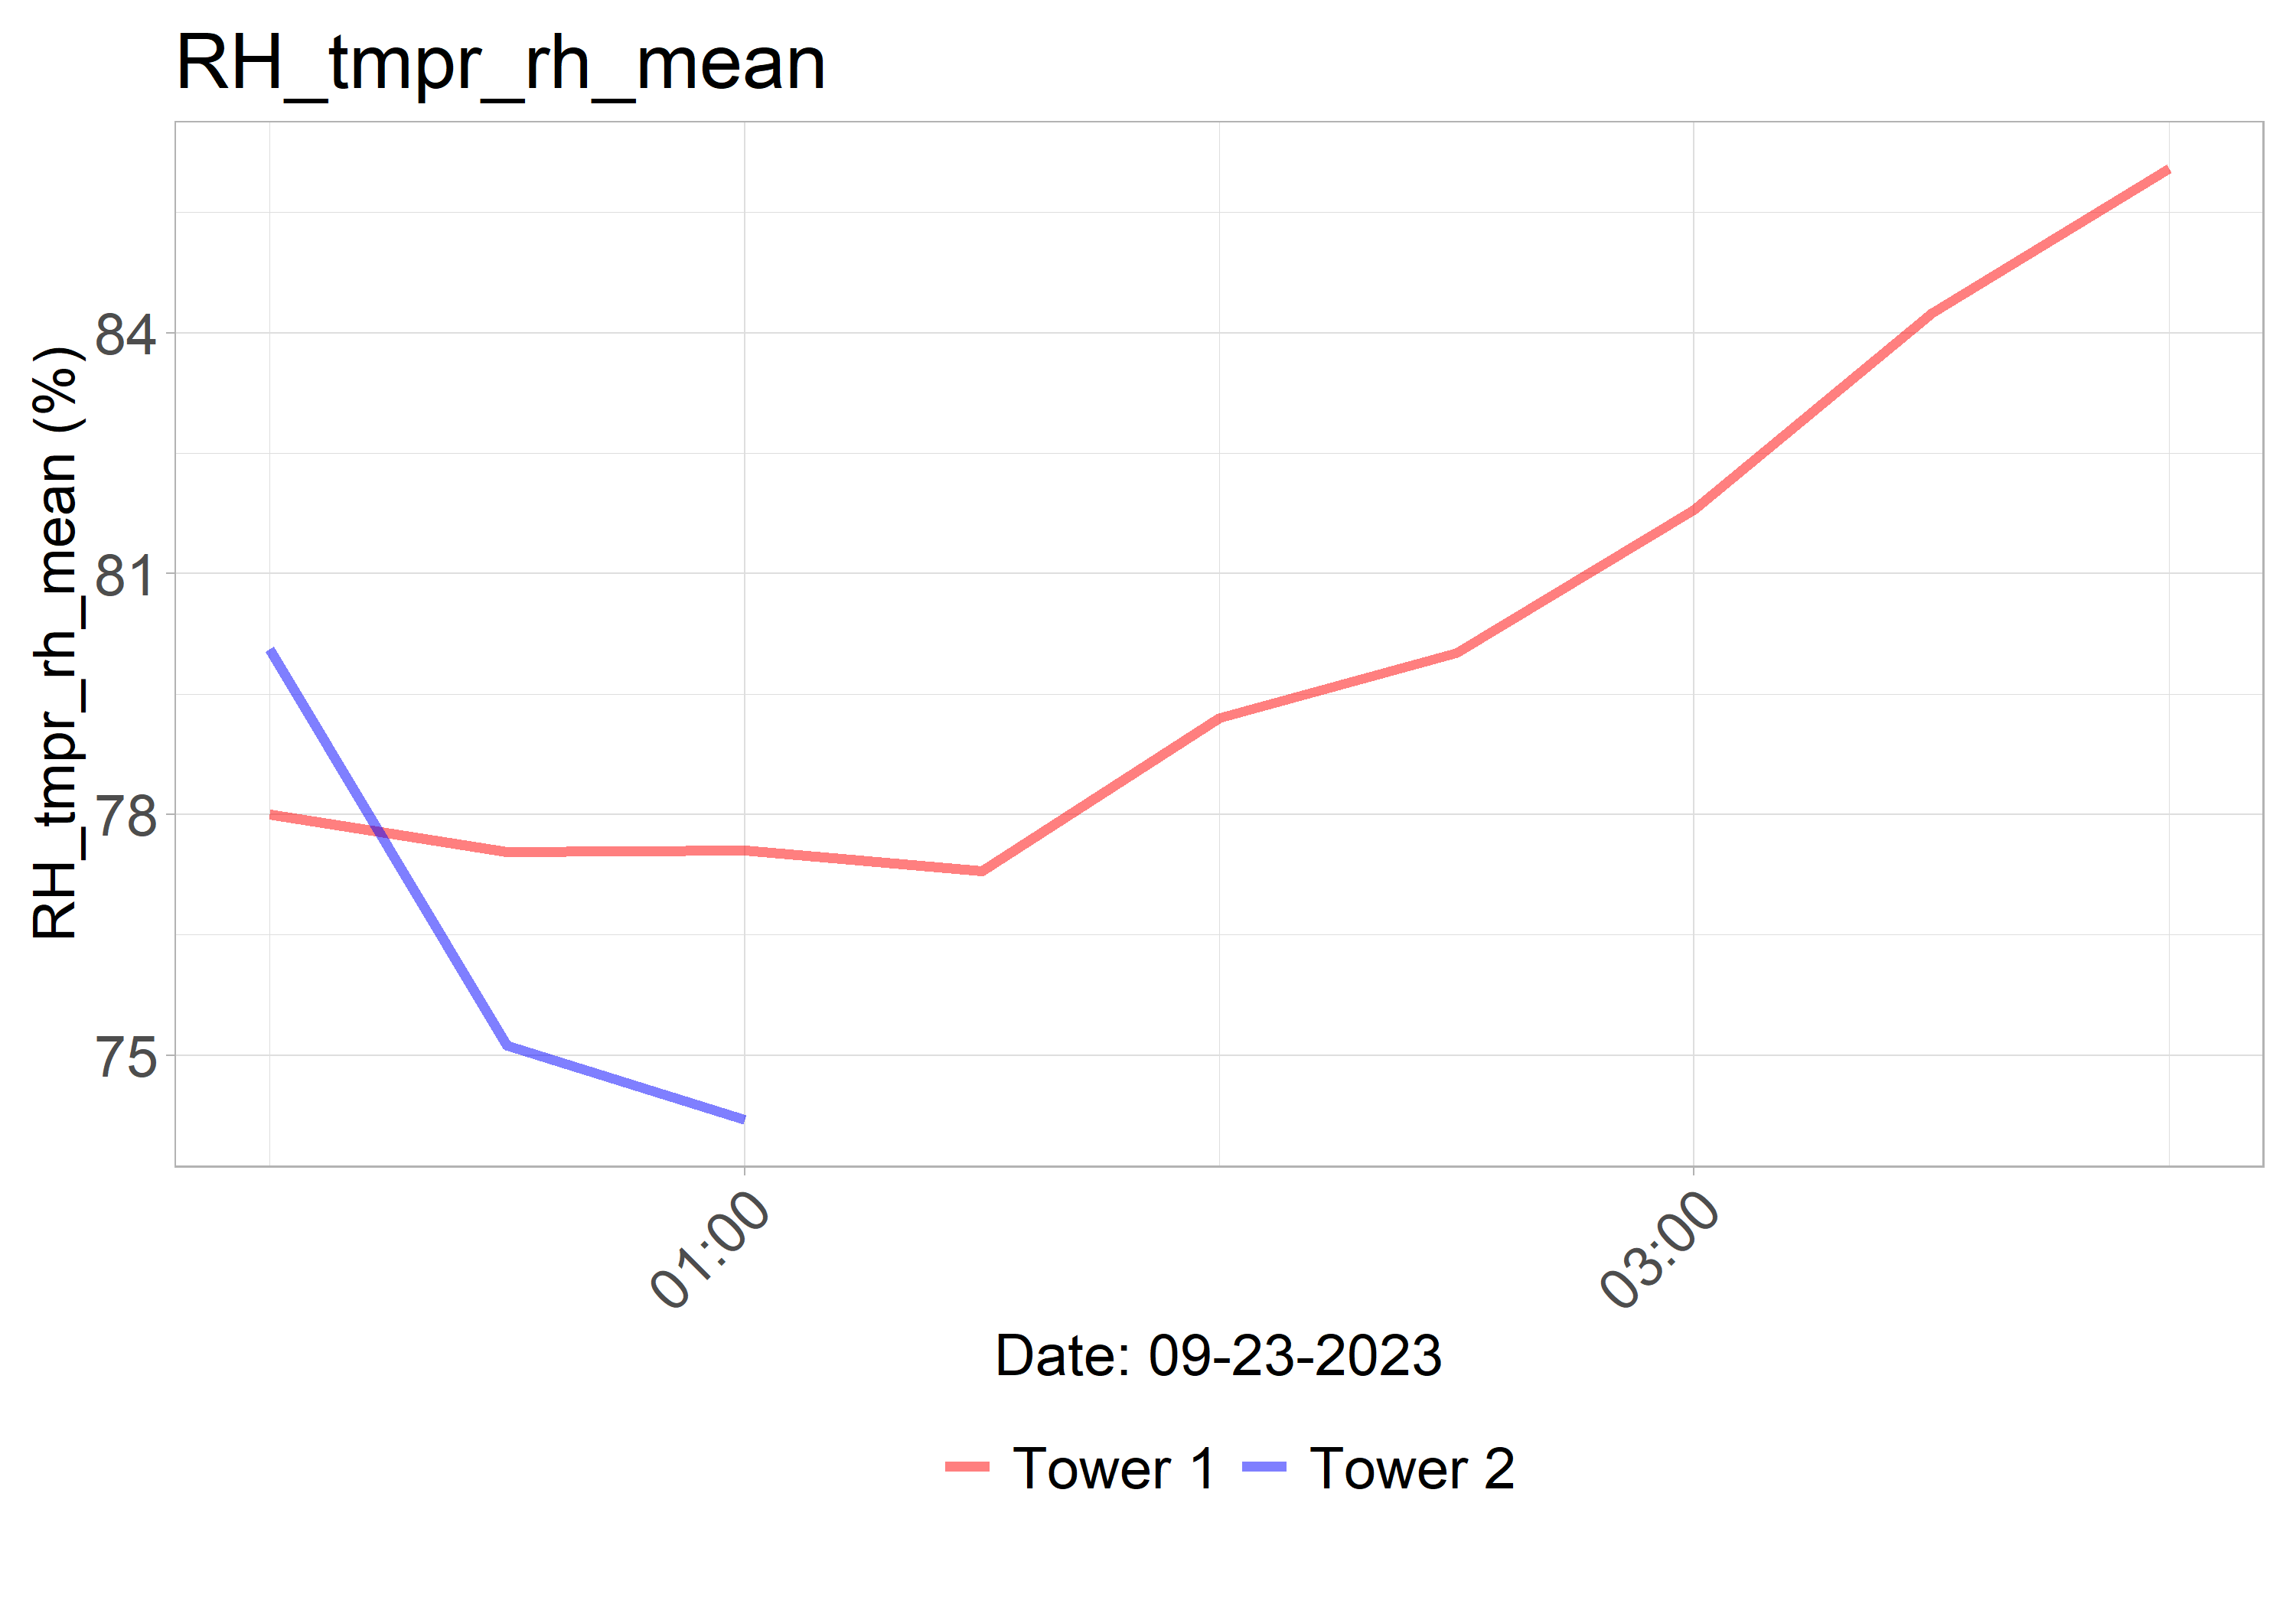 RH_tmpr_rh_mean
RH_tmpr_rh_mean (%)
84
81
78
75
01:00
03:00
Date: 09-23-2023
Tower 1
Tower 2